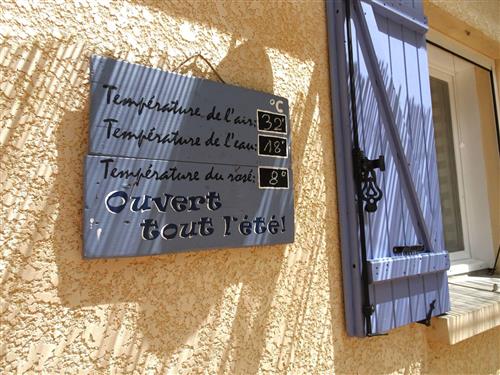 °C
Température de l'air: 32°
Température de l'eau: 18°
Température du rosé: 8°
Ouvert
tout l'été!